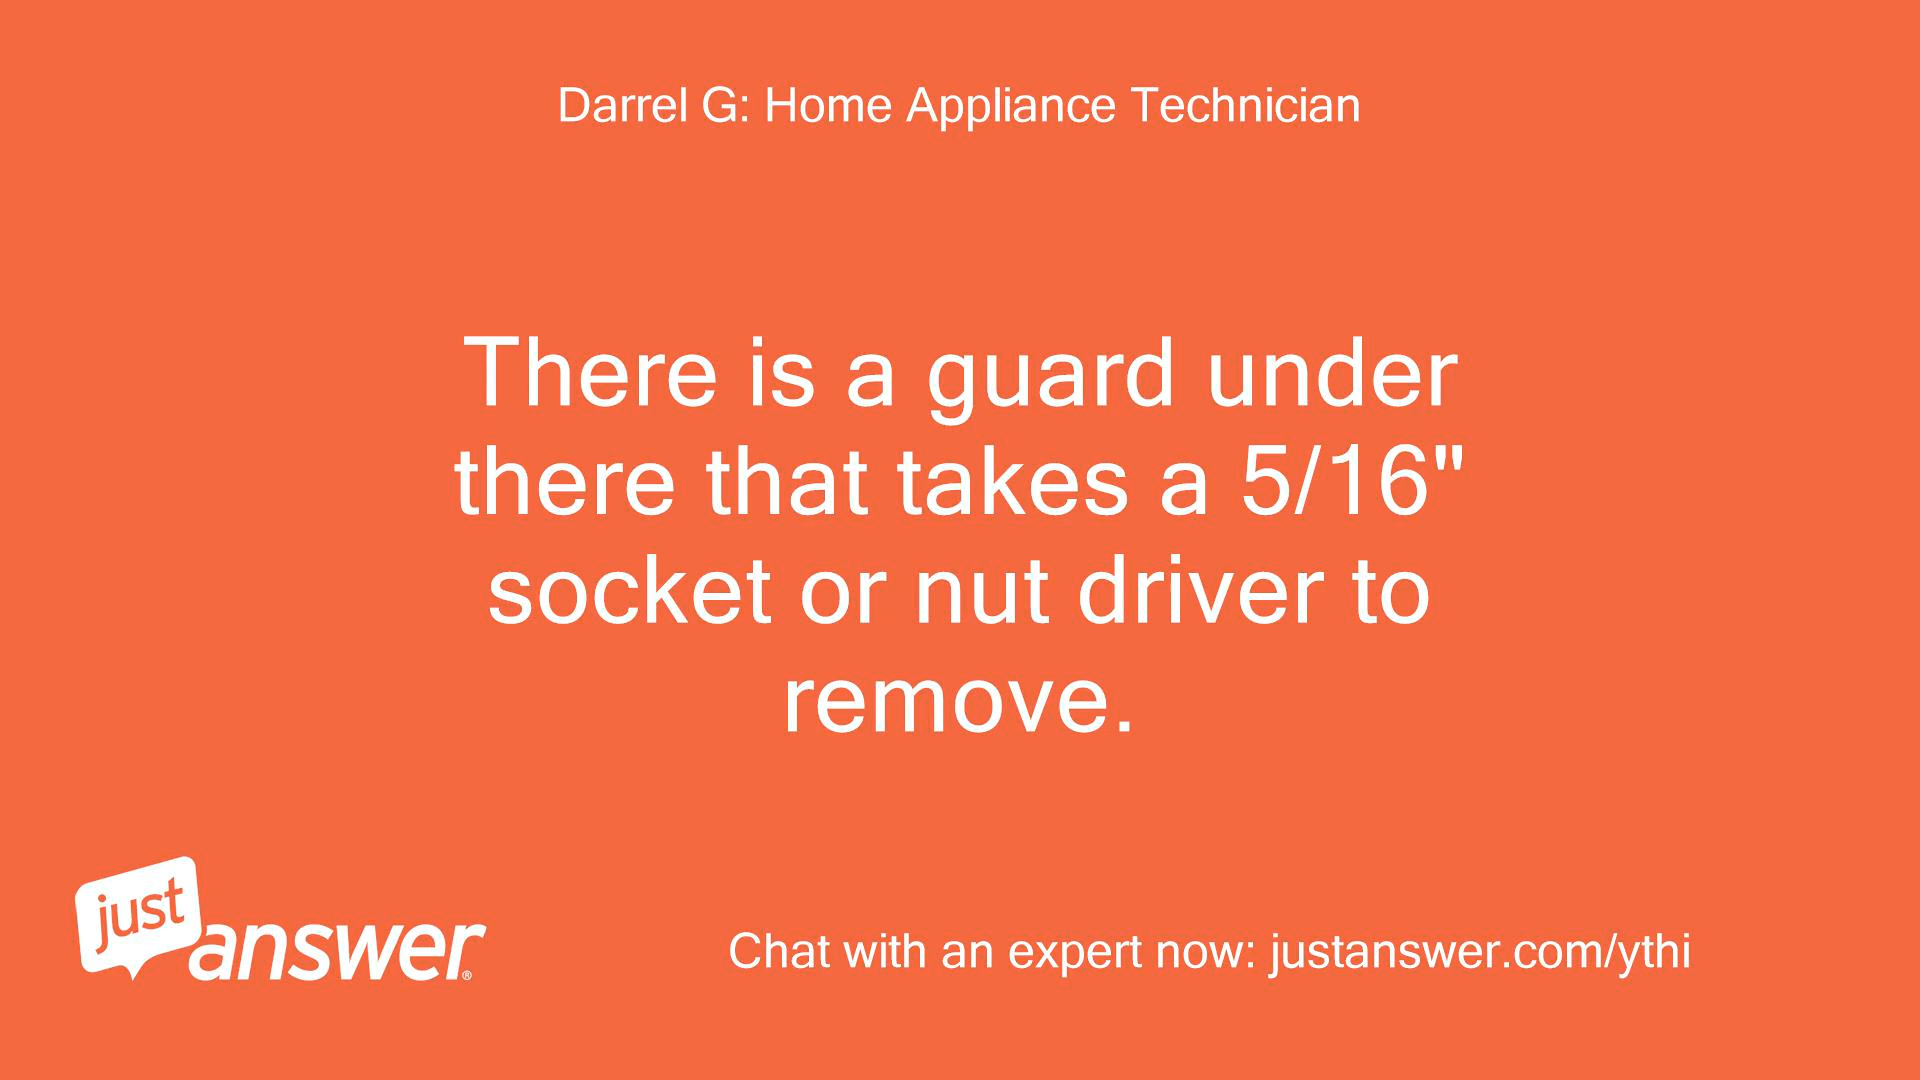 Darrel G: Home Appliance Technician
There is a guard under
there that takes a 5/16"
socket or nut driver to
remove.
just
answer®
Chat with an expert now: justanswer.com/ythi